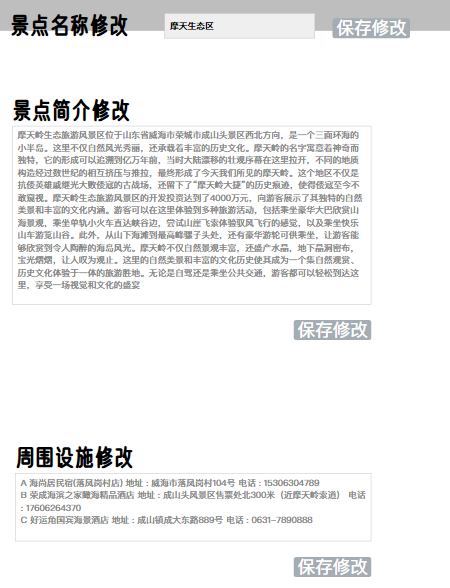 景点名称修改
摩天生态区
保存修改
景点简介修改
摩天岭生态旅游风景区位于山东省威海市荣城市成山头景区西北方向，是一个三面环海的
小半岛。这里不仅自然风光秀丽，还承载着丰富的历史文化。摩天岭的名字寓意着神奇而
独特，它的形成可以追溯到亿万年前，当时大陆漂移的壮观序幕在这里拉开，不同的地质
构造经过数世纪的相互挤压与推拉，最终形成了今天我们所见的摩天岭。这个地区不仅是
抗倭英雄戚继光大败倭寇的古战场，还留下了“摩天岭大捷”的历史痕迹，使得倭寇至今不
敢窥视。摩天岭生态旅游风景区的开发投资达到了4000万元，向游客展示了其独特的自然
美景和丰富的文化内涵。游客可以在这里体验到多种旅游活动，包括乘坐豪华大巴欣赏山
海景观，乘坐单轨小火车直达峡谷边，尝试山崖飞索体验驭风飞行的感觉，以及乘坐快乐
山车游览山谷。此外，从山下海滩到最高峰骡子头处，还有豪华游轮可供乘坐，让游客能
够欣赏到令人陶醉的海岛风光。摩天岭不仅自然景观丰富，还盛产水晶，地下晶洞密布，
宝光熠熠，让人叹为观止。这里的自然美景和丰富的文化历史使其成为一个集自然观赏、
历史文化体验于一体的旅游胜地。无论是自驾还是乘坐公共交通，游客都可以轻松到达这
里，享受一场视觉和文化的盛宴
保存修改
周围设施修改
A 海尚居民宿(落凤岗村店) 地址：威海市落凤岗村104号 电话：15306304789
B 荣成海滨之家瞰海精品酒店 地址：成山头风景区售票处北300米（近摩天岭索道） 电话
：17606264370
C 好运角国宾海景酒店 地址：成山镇成大东路889号 电话：0631-7890888
保存修改